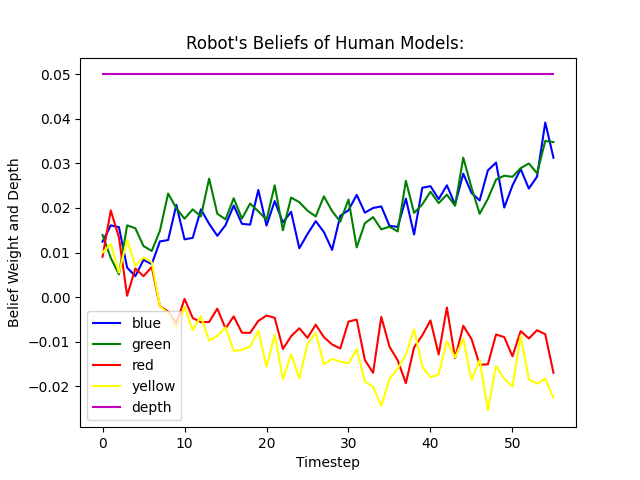 Robot's Beliefs of Human Models:
Belief Weight and Depth
0.05
0.04
0.03
0.02
0.01
0.00
−0.01
−0.02
blue
green
red
yellow
depth
0
10
20
30
40
50
Timestep